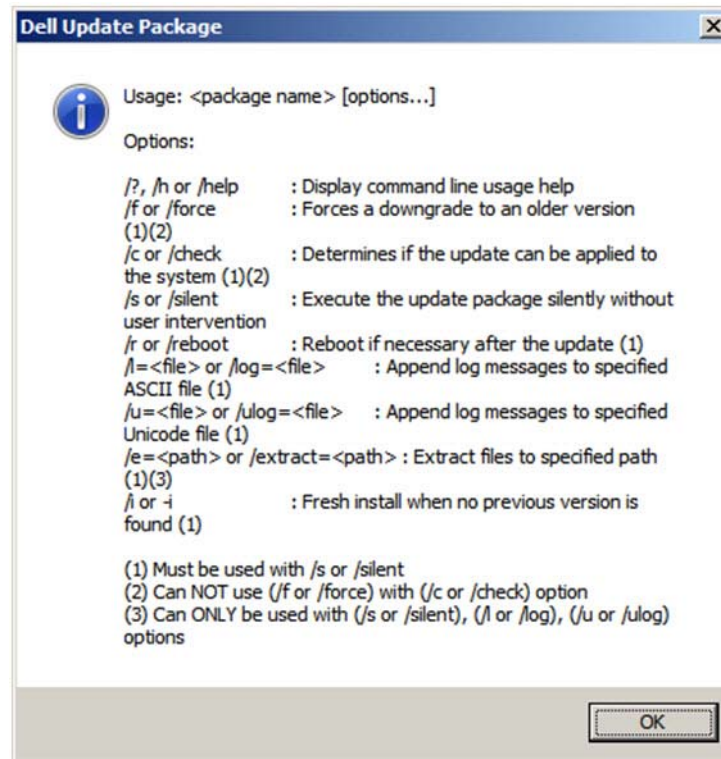 Dell Update Package
Usage: <package name> [options...]
Options:
/?, /h or /help : Display command line usage help
/f or /force : Forces a downgrade to an older version
(1)(2)
/c or /check : Determines if the update can be applied to
the system (1)(2)
/s or /silent : Execute the update package silently without
user intervention
/r or /reboot : Reboot if necessary after the update (1)
/l=<file> or /log=<file> : Append log messages to specified
ASCII file (1)
/u=<file> or /ulog=<file> : Append log messages to specified
Unicode file (1)
/e=<path> or /extract=<path> : Extract files to specified path
(1)(3)
/i or -i : Fresh install when no previous version is
found (1)
(1) Must be used with /s or /silent
(2) Can NOT use (/f or /force) with (/c or /check) option
(3) Can ONLY be used with (/s or /silent), (/l or /log), (/u or /ulog)
options
OK